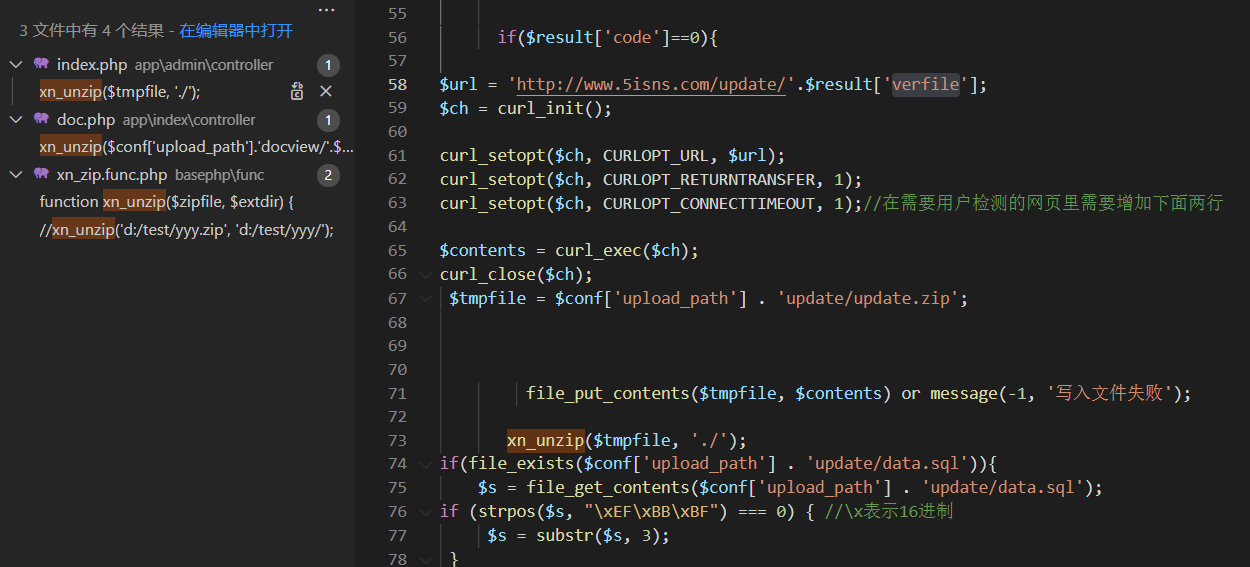 3 文件中有 4 个结果 - 在编辑器中打开
index.php app\admin\controller 1
xn_unzip($tmpfile, './');
doc.php app\index\controller 1
xn_unzip($conf['upload_path'].'docview/'.$...
xn_zip.func.php basephp\func 2
function xn_unzip($zipfile, $extdir) {
//xn_unzip('d:/test/yyy.zip', 'd:/test/yyy/');
55
56 if($result['code']==0){
57
58 $url = 'http://www.5isns.com/update/'.$result['verfile'];
59 $ch = curl_init();
60
61 curl_setopt($ch, CURLOPT_URL, $url);
62 curl_setopt($ch, CURLOPT_RETURNTRANSFER, 1);
63 curl_setopt($ch, CURLOPT_CONNECTTIMEOUT, 1);//在需要用户检测的网页里需要增加下面两行
64
65 $contents = curl_exec($ch);
66 curl_close($ch);
67 $tmpfile = $conf['upload_path'] . 'update/update.zip';
68
69
70
71 file_put_contents($tmpfile, $contents) or message(-1, '写入文件失败');
72
73 xn_unzip($tmpfile, './');
74 if(file_exists($conf['upload_path'] . 'update/data.sql')){
75 $s = file_get_contents($conf['upload_path'] . 'update/data.sql');
76 if (strpos($s, "\xEF\xBB\xBF") === 0) { //\x表示16进制
77 $s = substr($s, 3);
78 }